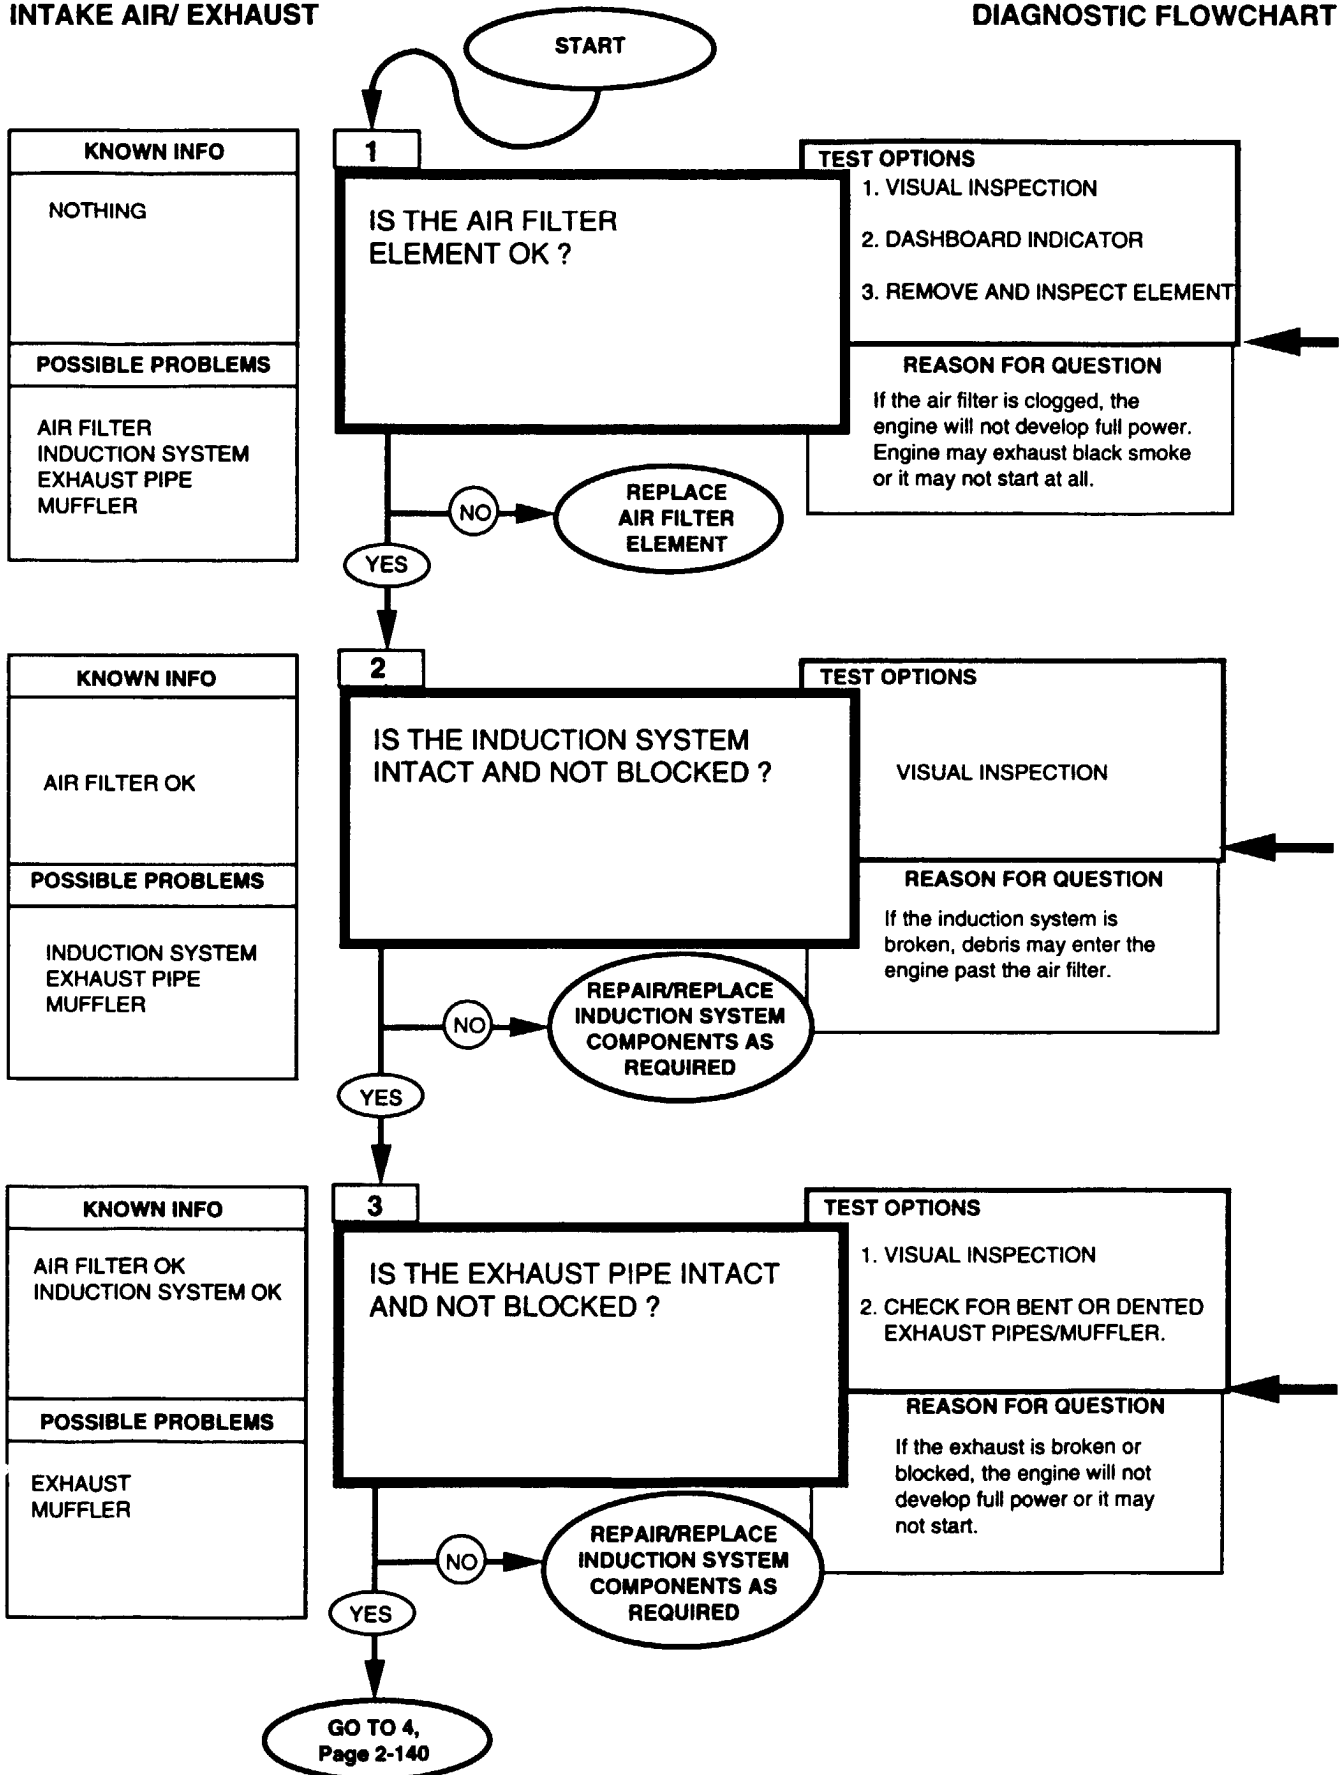 INTAKE AIR/ EXHAUST
DIAGNOSTIC FLOWCHART
START
KNOWN INFO
NOTHING
POSSIBLE PROBLEMS
AIR FILTER
INDUCTION SYSTEM
EXHAUST PIPE
MUFFLER
1
IS THE AIR FILTER
ELEMENT OK ?
TEST OPTIONS
1. VISUAL INSPECTION
2. DASHBOARD INDICATOR
3. REMOVE AND INSPECT ELEMENT
REASON FOR QUESTION
If the air filter is clogged, the
engine will not develop full power.
Engine may exhaust black smoke
or it may not start at all.
NO
REPLACE
AIR FILTER
ELEMENT
YES
KNOWN INFO
AIR FILTER OK
POSSIBLE PROBLEMS
INDUCTION SYSTEM
EXHAUST PIPE
MUFFLER
2
IS THE INDUCTION SYSTEM
INTACT AND NOT BLOCKED ?
TEST OPTIONS
VISUAL INSPECTION
REASON FOR QUESTION
If the induction system is
broken, debris may enter the
engine past the air filter.
NO
REPAIR/REPLACE
INDUCTION SYSTEM
COMPONENTS AS
REQUIRED
YES
KNOWN INFO
AIR FILTER OK
INDUCTION SYSTEM OK
POSSIBLE PROBLEMS
EXHAUST
MUFFLER
3
IS THE EXHAUST PIPE INTACT
AND NOT BLOCKED ?
TEST OPTIONS
1. VISUAL INSPECTION
2. CHECK FOR BENT OR DENTED
EXHAUST PIPES/MUFFLER.
REASON FOR QUESTION
If the exhaust is broken or
blocked, the engine will not
develop full power or it may
not start.
NO
REPAIR/REPLACE
INDUCTION SYSTEM
COMPONENTS AS
REQUIRED
YES
GO TO 4,
Page 2-140